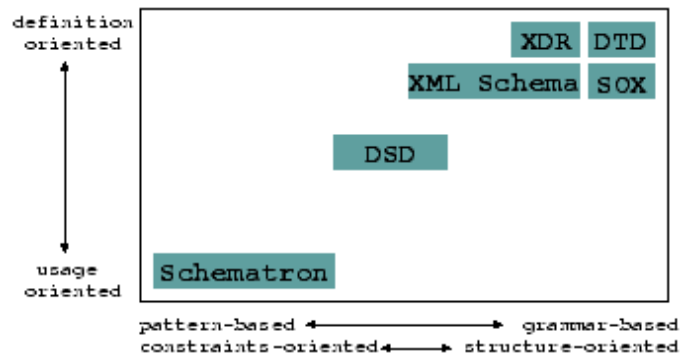 definition
oriented
XDR DTD
XML Schema SOX
DSD
Schematron
usage
oriented
pattern-based grammar-based
constraints-oriented structure-oriented